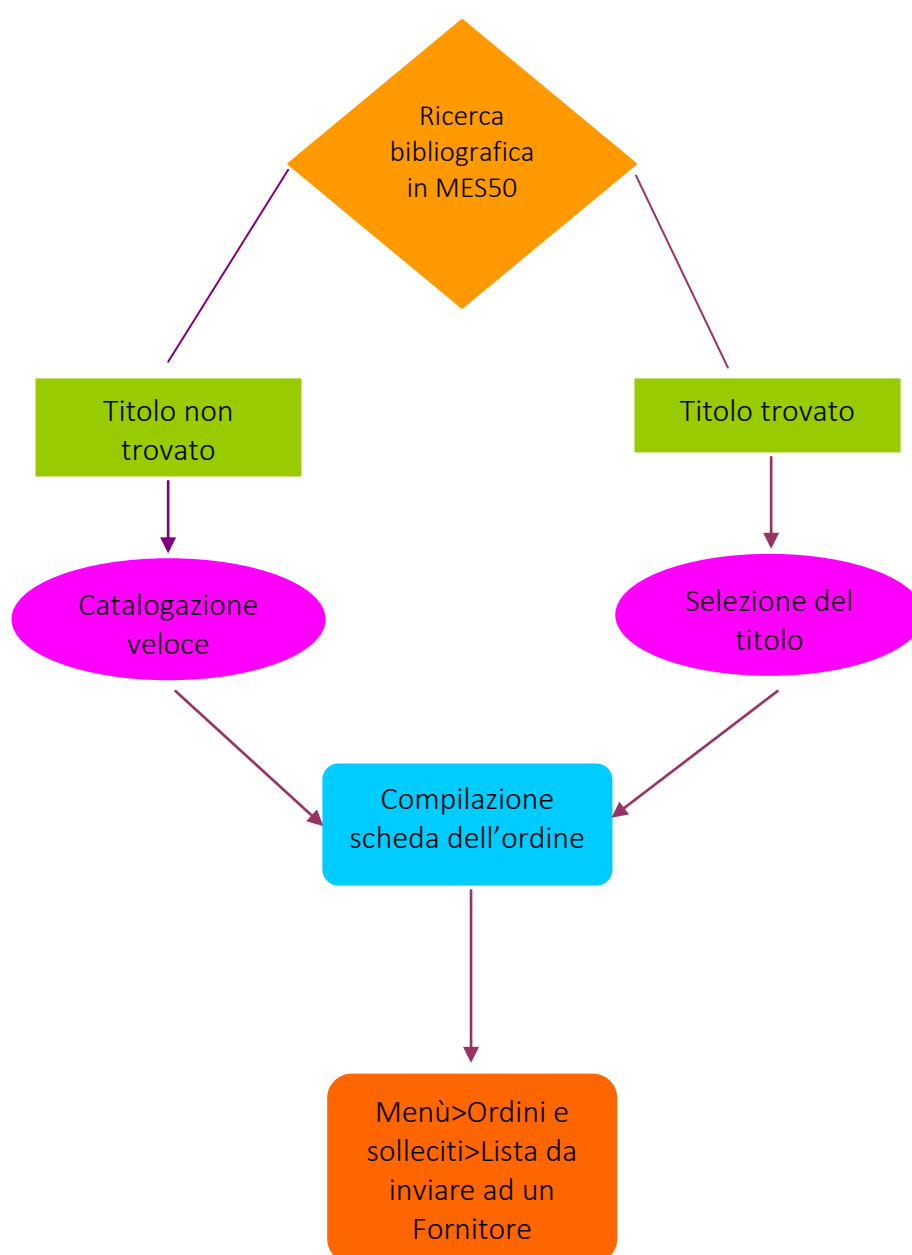 Ricerca
bibliografica
in MES50
Titolo non
trovato
Titolo trovato
Catalogazione
veloce
Selezione del
titolo
Compilazione
scheda dell’ordine
Menù>Ordini e
solleciti>Lista da
inviare ad un
Fornitore